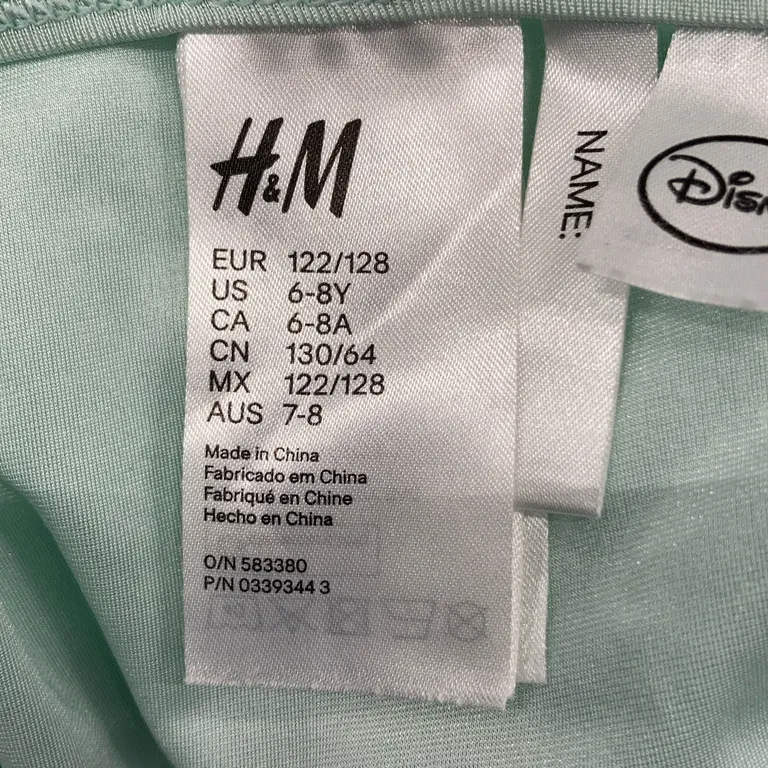 H&M
EUR 122/128
US 6-8Y
CA 6-8A
CN 130/64
MX 122/128
AUS 7-8
Made in China
Fabricado em China
Fabriqué en Chine
Hecho en China
O/N 583380
P/N 0339344 3
NAME: